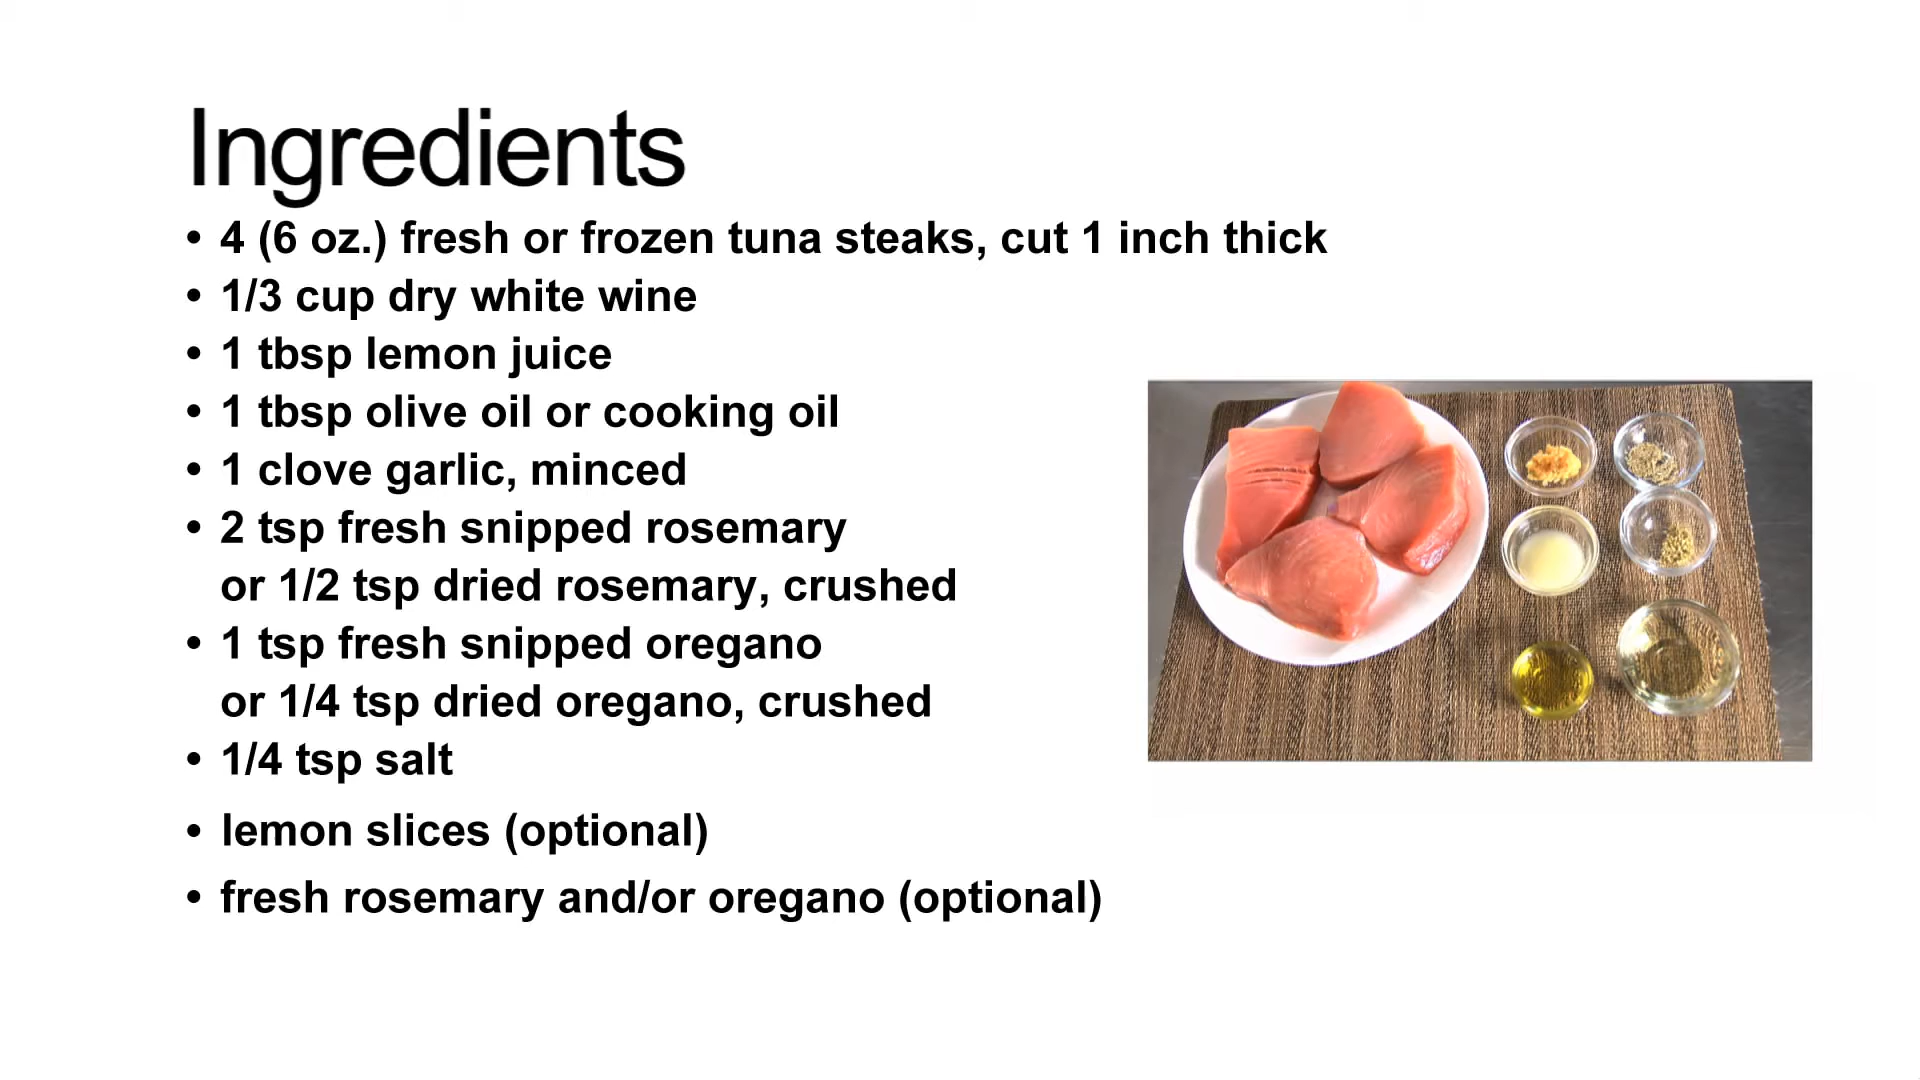 Ingredients
• 4 (6 oz.) fresh or frozen tuna steaks, cut 1 inch thick
• 1/3 cup dry white wine
• 1 tbsp lemon juice
• 1 tbsp olive oil or cooking oil
• 1 clove garlic, minced
• 2 tsp fresh snipped rosemary
or 1/2 tsp dried rosemary, crushed
• 1 tsp fresh snipped oregano
or 1/4 tsp dried oregano, crushed
• 1/4 tsp salt
• lemon slices (optional)
• fresh rosemary and/or oregano (optional)